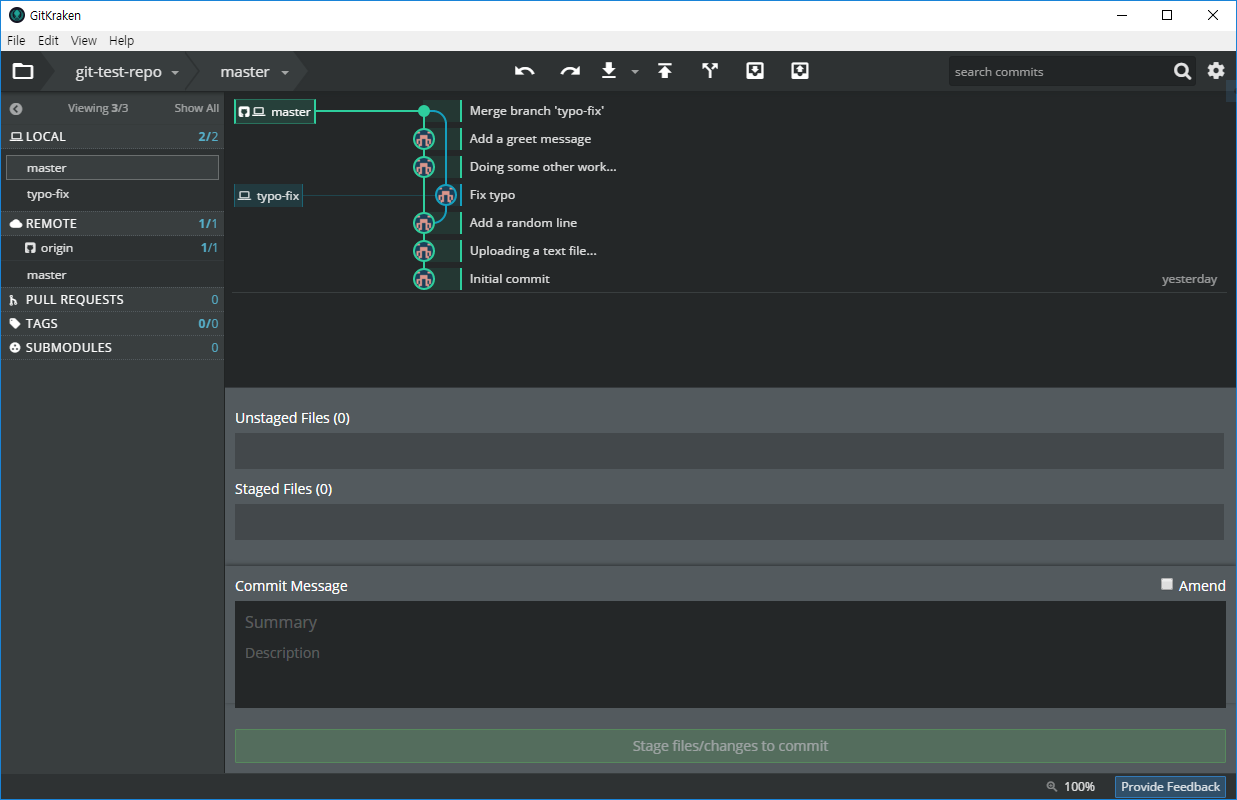 GitKraken
File Edit View Help
git-test-repo master search commits
Viewing 3/3 Show All
LOCAL 2/2
master
typo-fix
REMOTE 1/1
origin 1/1
master
PULL REQUESTS 0
TAGS 0/0
SUBMODULES 0
master Merge branch 'typo-fix'
Add a greet message
Doing some other work...
typo-fix Fix typo
Add a random line
Uploading a text file...
Initial commit yesterday
Unstaged Files (0)
Staged Files (0)
Commit Message Amend
Summary
Description
Stage files/changes to commit
100% Provide Feedback